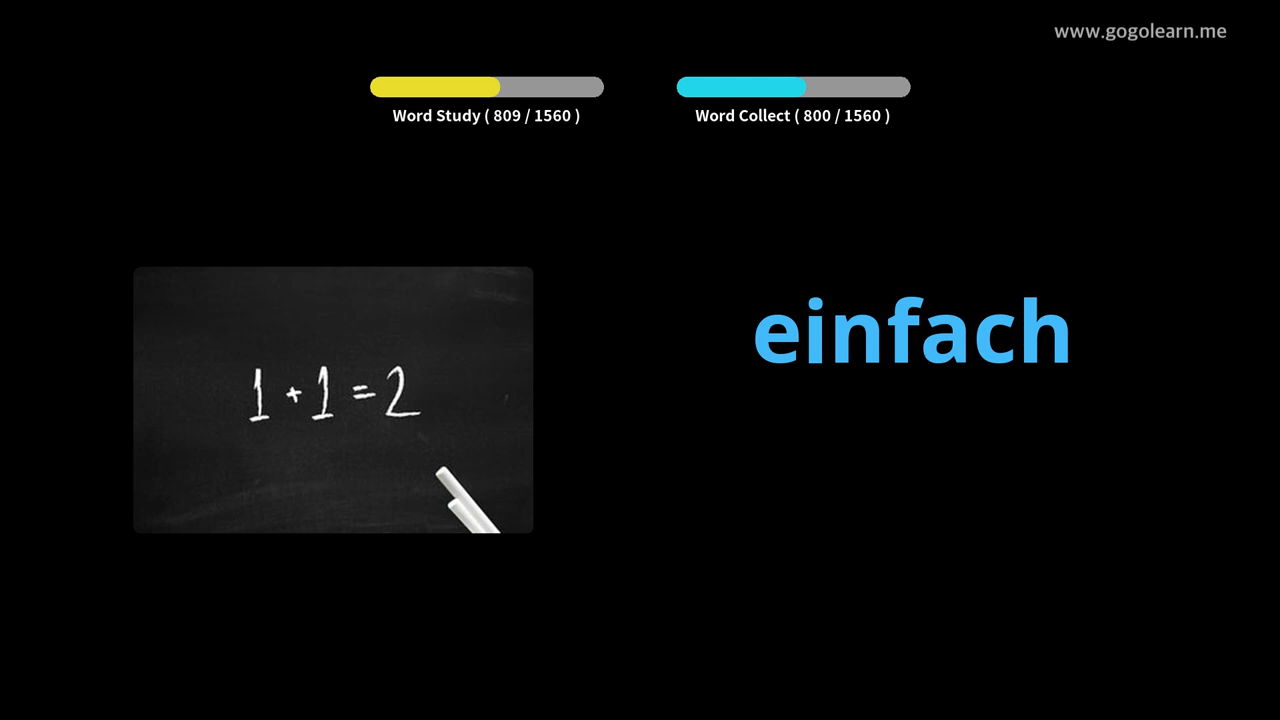 www.gogolearn.me
Word Study ( 809 / 1560 )
Word Collect ( 800 / 1560 )
einfach
1 + 1 = 2